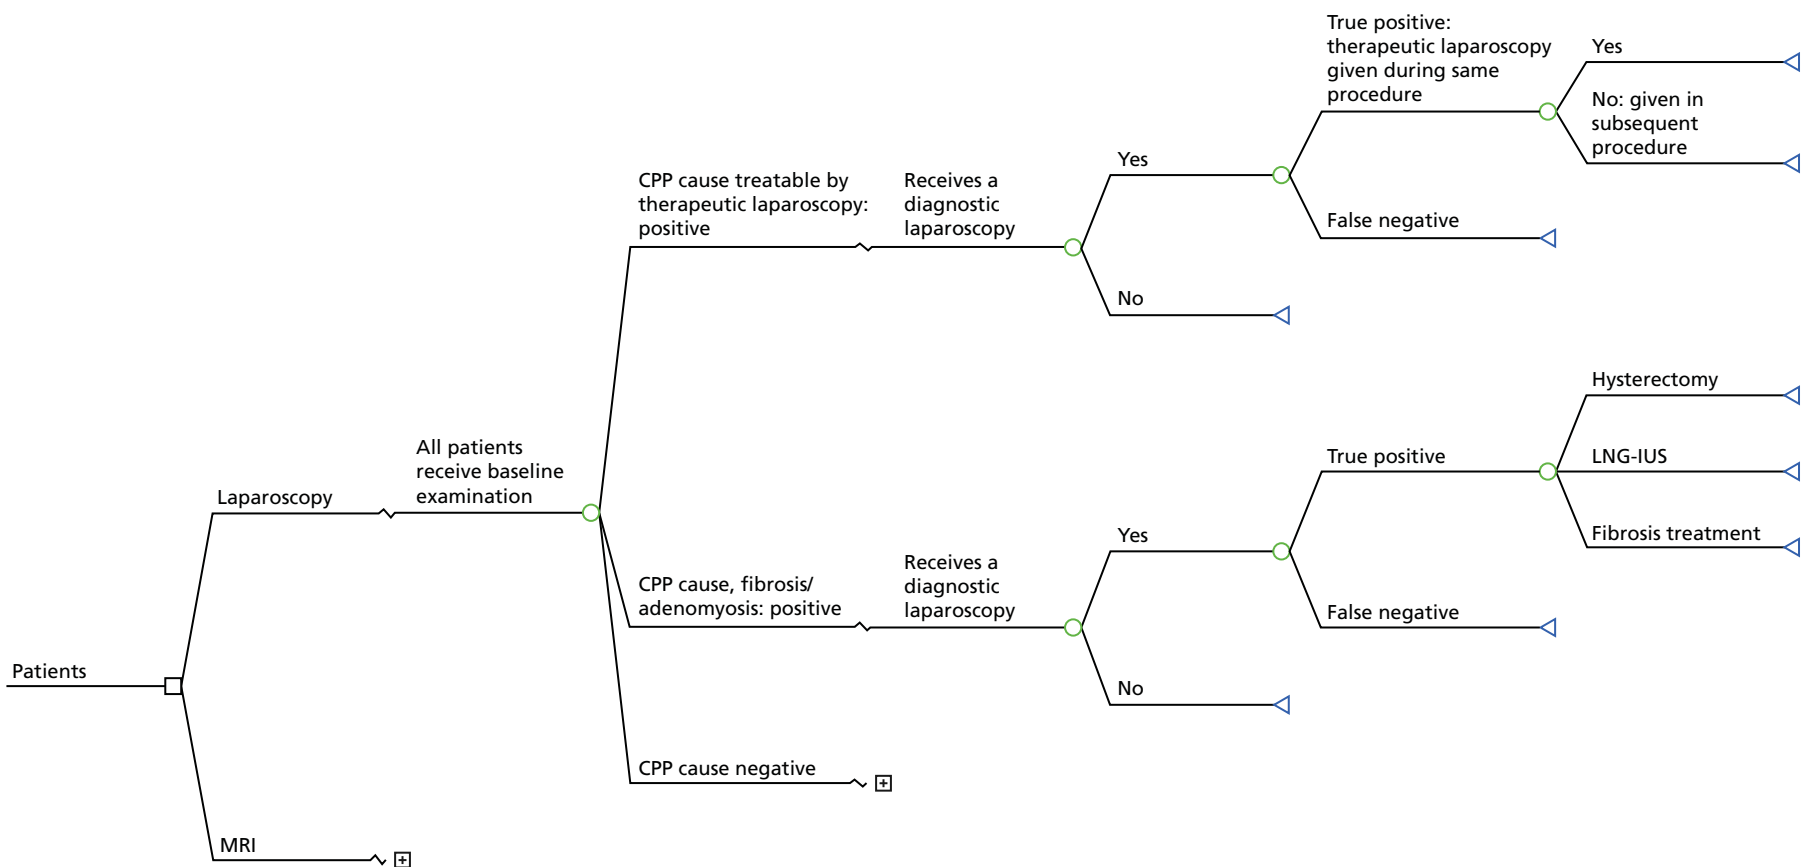 True positive:
therapeutic laparoscopy
given during same
procedure
Yes
No: given in
subsequent
procedure
CPP cause treatable by
therapeutic laparoscopy:
positive
Receives a
diagnostic
laparoscopy
Yes
False negative
No
Hysterectomy
LNG-IUS
Fibrosis treatment
True positive
All patients
receive baseline
examination
Laparoscopy
Yes
CPP cause, fibrosis/
adenomyosis: positive
Receives a
diagnostic
laparoscopy
False negative
Patients
No
CPP cause negative
MRI